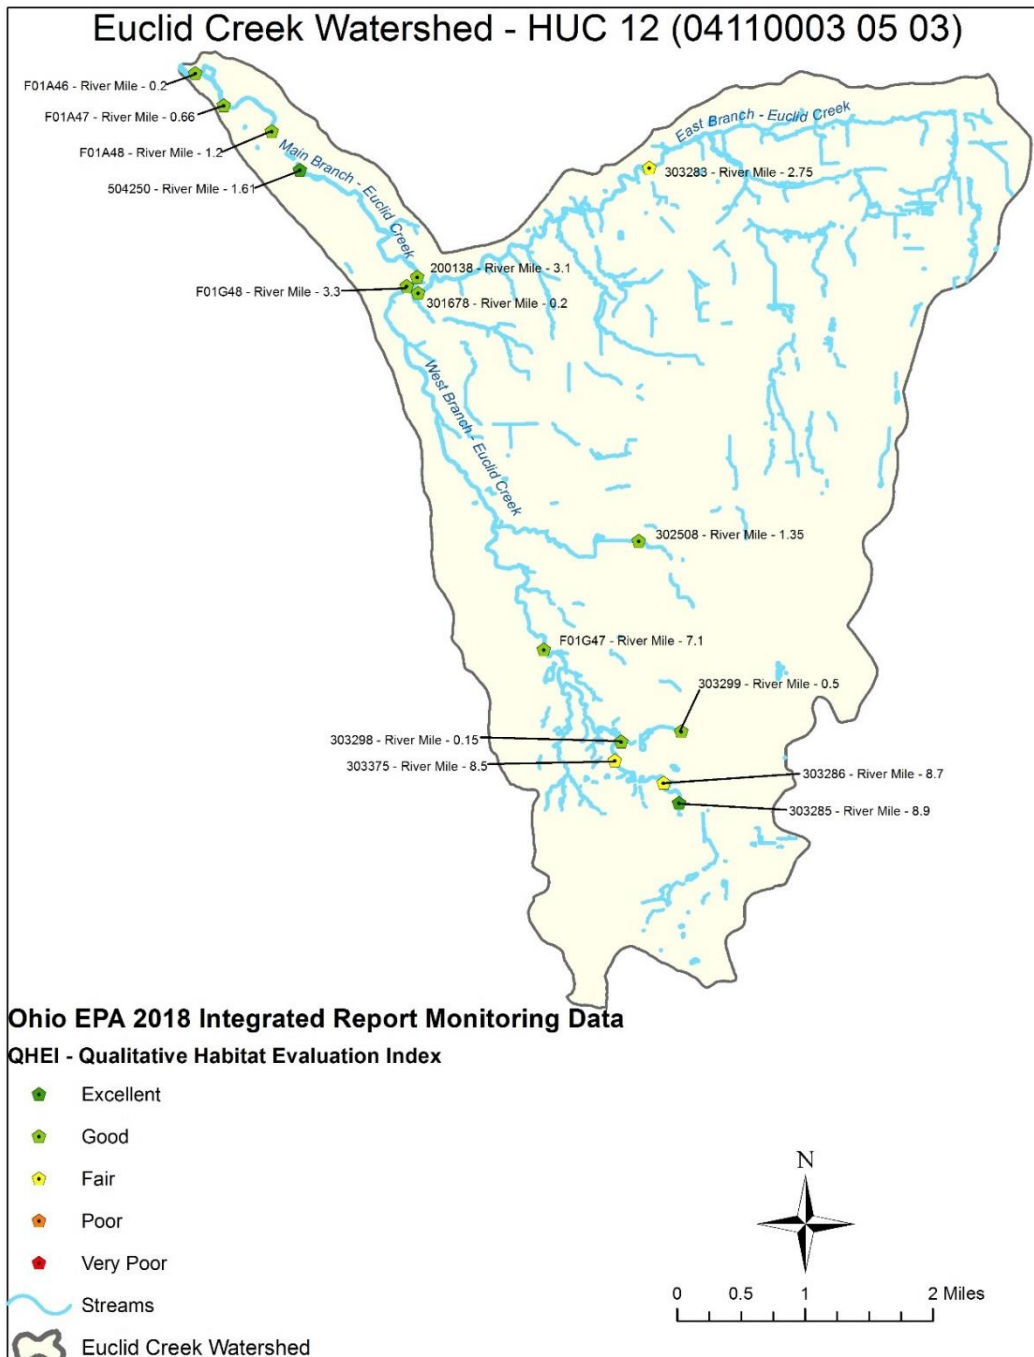 Euclid Creek Watershed - HUC 12 (04110003 05 03)
F01A46 - River Mile - 0.2
F01A47 - River Mile - 0.66
F01A48 - River Mile - 1.2
504250 - River Mile - 1.61
Main Branch - Euclid Creek
East Branch - Euclid Creek
303283 - River Mile - 2.75
200138 - River Mile - 3.1
F01G48 - River Mile - 3.3
301678 - River Mile - 0.2
West Branch - Euclid Creek
302508 - River Mile - 1.35
F01G47 - River Mile - 7.1
303299 - River Mile - 0.5
303298 - River Mile - 0.15
303375 - River Mile - 8.5
303286 - River Mile - 8.7
303285 - River Mile - 8.9
Ohio EPA 2018 Integrated Report Monitoring Data
QHEI - Qualitative Habitat Evaluation Index
Excellent
Good
Fair
Poor
Very Poor
Streams
Euclid Creek Watershed
N
0 0.5 1 2 Miles